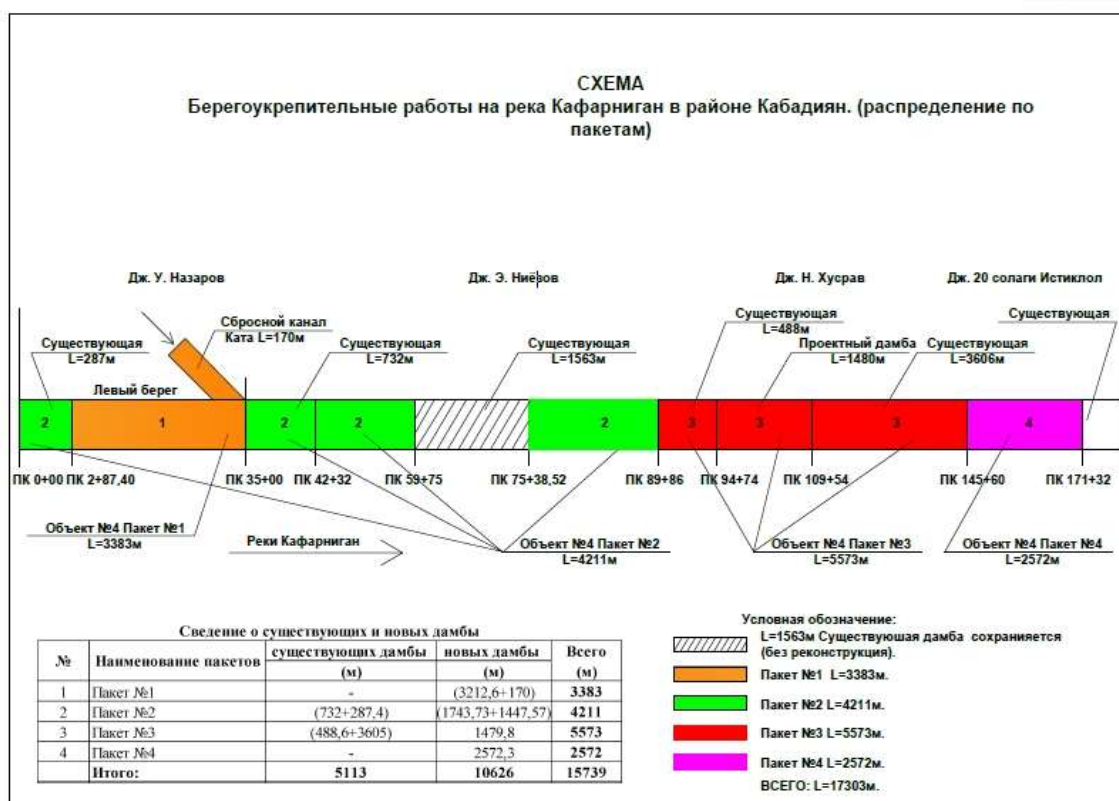 СХЕМА
Берегоукрепительные работы на река Кафарниган в районе Кабадиян. (распределение по
пакетам)
Дж. У. Назаров
Дж. Э. Ниёзов
Дж. Н. Хусрав
Дж. 20 солаги Истиклол
Сбросной канал
Ката L=170м
Существующая
L=287м
Существующая
L=732м
Существующая
L=1563м
Существующая
L=488м
Проектный дамба
L=1480м
Существующая
L=3606м
Существующая
Левый берег
2
1
2
2
2
3
3
3
4
ПК 0+00
ПК 2+87,40
ПК 35+00
ПК 42+32
ПК 59+75
ПК 75+38,52
ПК 89+86
ПК 94+74
ПК 109+54
ПК 145+60
ПК 171+32
Объект №4 Пакет №1
L=3383м
Реки Кафарниган
Объект №4 Пакет №2
L=4211м
Объект №4 Пакет №3
L=5573м
Объект №4 Пакет №4
L=2572м
Сведение о существующих и новых дамбы
№ Наименование пакетов существующих дамбы новых дамбы Всего
(м) (м) (м)
1 Пакет №1 - (3212,6+170) 3383
2 Пакет №2 (732+287,4) (1743,73+1447,57) 4211
3 Пакет №3 (488,6+3605) 1479,8 5573
4 Пакет №4 - 2572,3 2572
Итого: 5113 10626 15739
Условная обозначение:
L=1563м Существуюшая дамба сохранияется
(без реконструкция).
Пакет №1 L=3383м.
Пакет №2 L=4211м.
Пакет №3 L=5573м.
Пакет №4 L=2572м.
ВСЕГО: L=17303м.